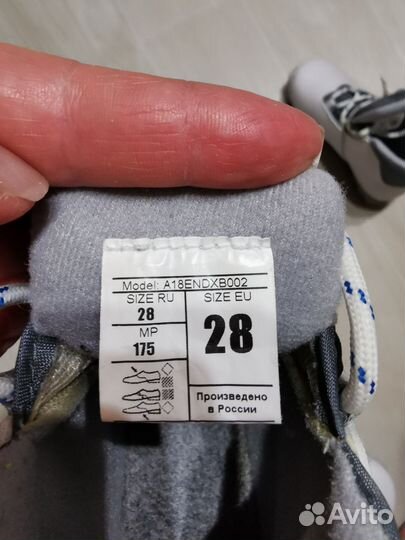 Model: A18ENDXB002
SIZE RU
28
MP
175
SIZE EU
28
Произведено
в России
Avito